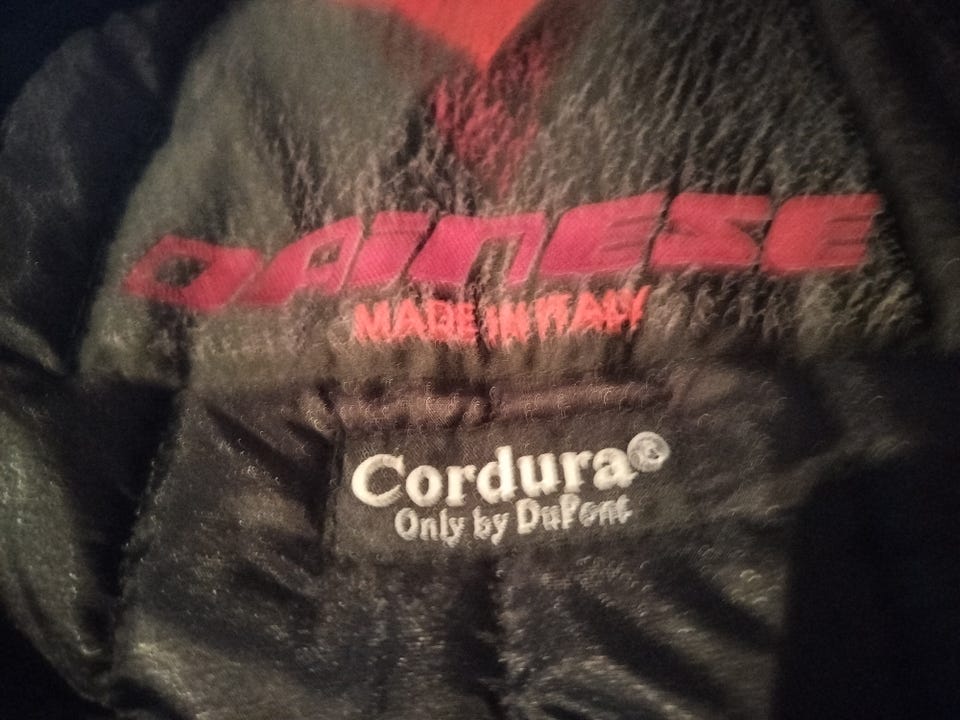 DAINESE
MADE IN ITALY
Cordura®
Only by DuPont